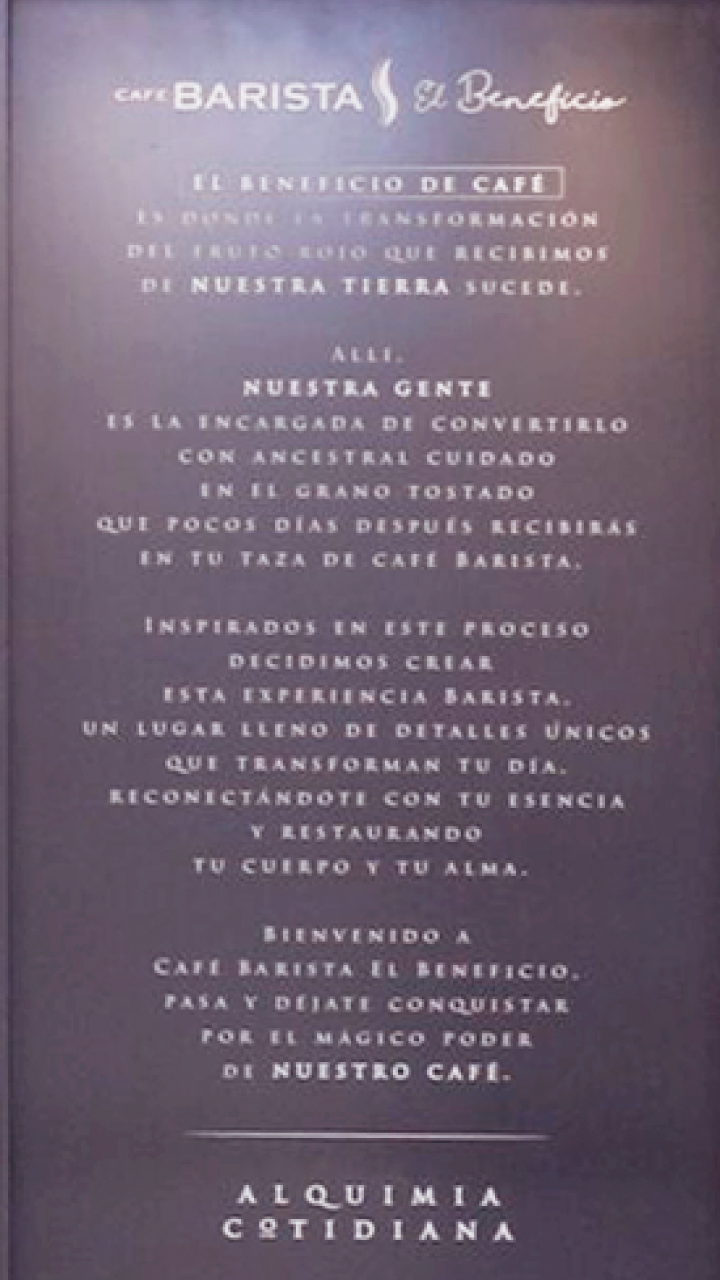 CAFÉ BARISTA El Beneficio
EL BENEFICIO DE CAFÉ
ES DONDE LA TRANSFORMACIÓN
DEL FRUTO ROJO QUE RECIBIMOS
DE NUESTRA TIERRA SUCEDE.
ALLÍ,
NUESTRA GENTE
ES LA ENCARGADA DE CONVERTIRLO
CON ANCESTRAL CUIDADO
EN EL GRANO TOSTADO
QUE POCOS DÍAS DESPUÉS RECIBIRÁS
EN TU TAZA DE CAFÉ BARISTA.
INSPIRADOS EN ESTE PROCESO
DECIDIMOS CREAR
ESTA EXPERIENCIA BARISTA.
UN LUGAR LLENO DE DETALLES ÚNICOS
QUE TRANSFORMAN TU DÍA,
RECONECTÁNDOTE CON TU ESENCIA
Y RESTAURANDO
TU CUERPO Y TU ALMA.
BIENVENIDO A
CAFÉ BARISTA EL BENEFICIO,
PASA Y DÉJATE CONQUISTAR
POR EL MÁGICO PODER
DE NUESTRO CAFÉ.
ALQUIMIA
COTIDIANA